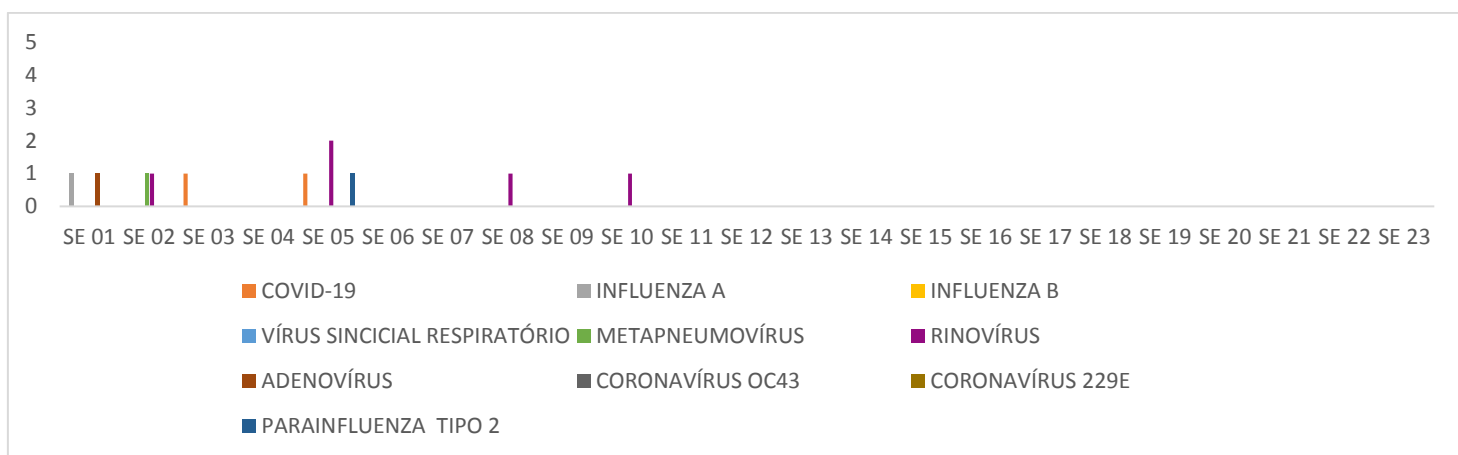 5
4
3
2
1
0
SE 01 SE 02 SE 03 SE 04 SE 05 SE 06 SE 07 SE 08 SE 09 SE 10 SE 11 SE 12 SE 13 SE 14 SE 15 SE 16 SE 17 SE 18 SE 19 SE 20 SE 21 SE 22 SE 23
COVID-19 INFLUENZA A INFLUENZA B
VÍRUS SINCICIAL RESPIRATÓRIO METAPNEUMOVÍRUS RINOVÍRUS
ADENOVÍRUS CORONAVÍRUS OC43 CORONAVÍRUS 229E
PARAINFLUENZA TIPO 2